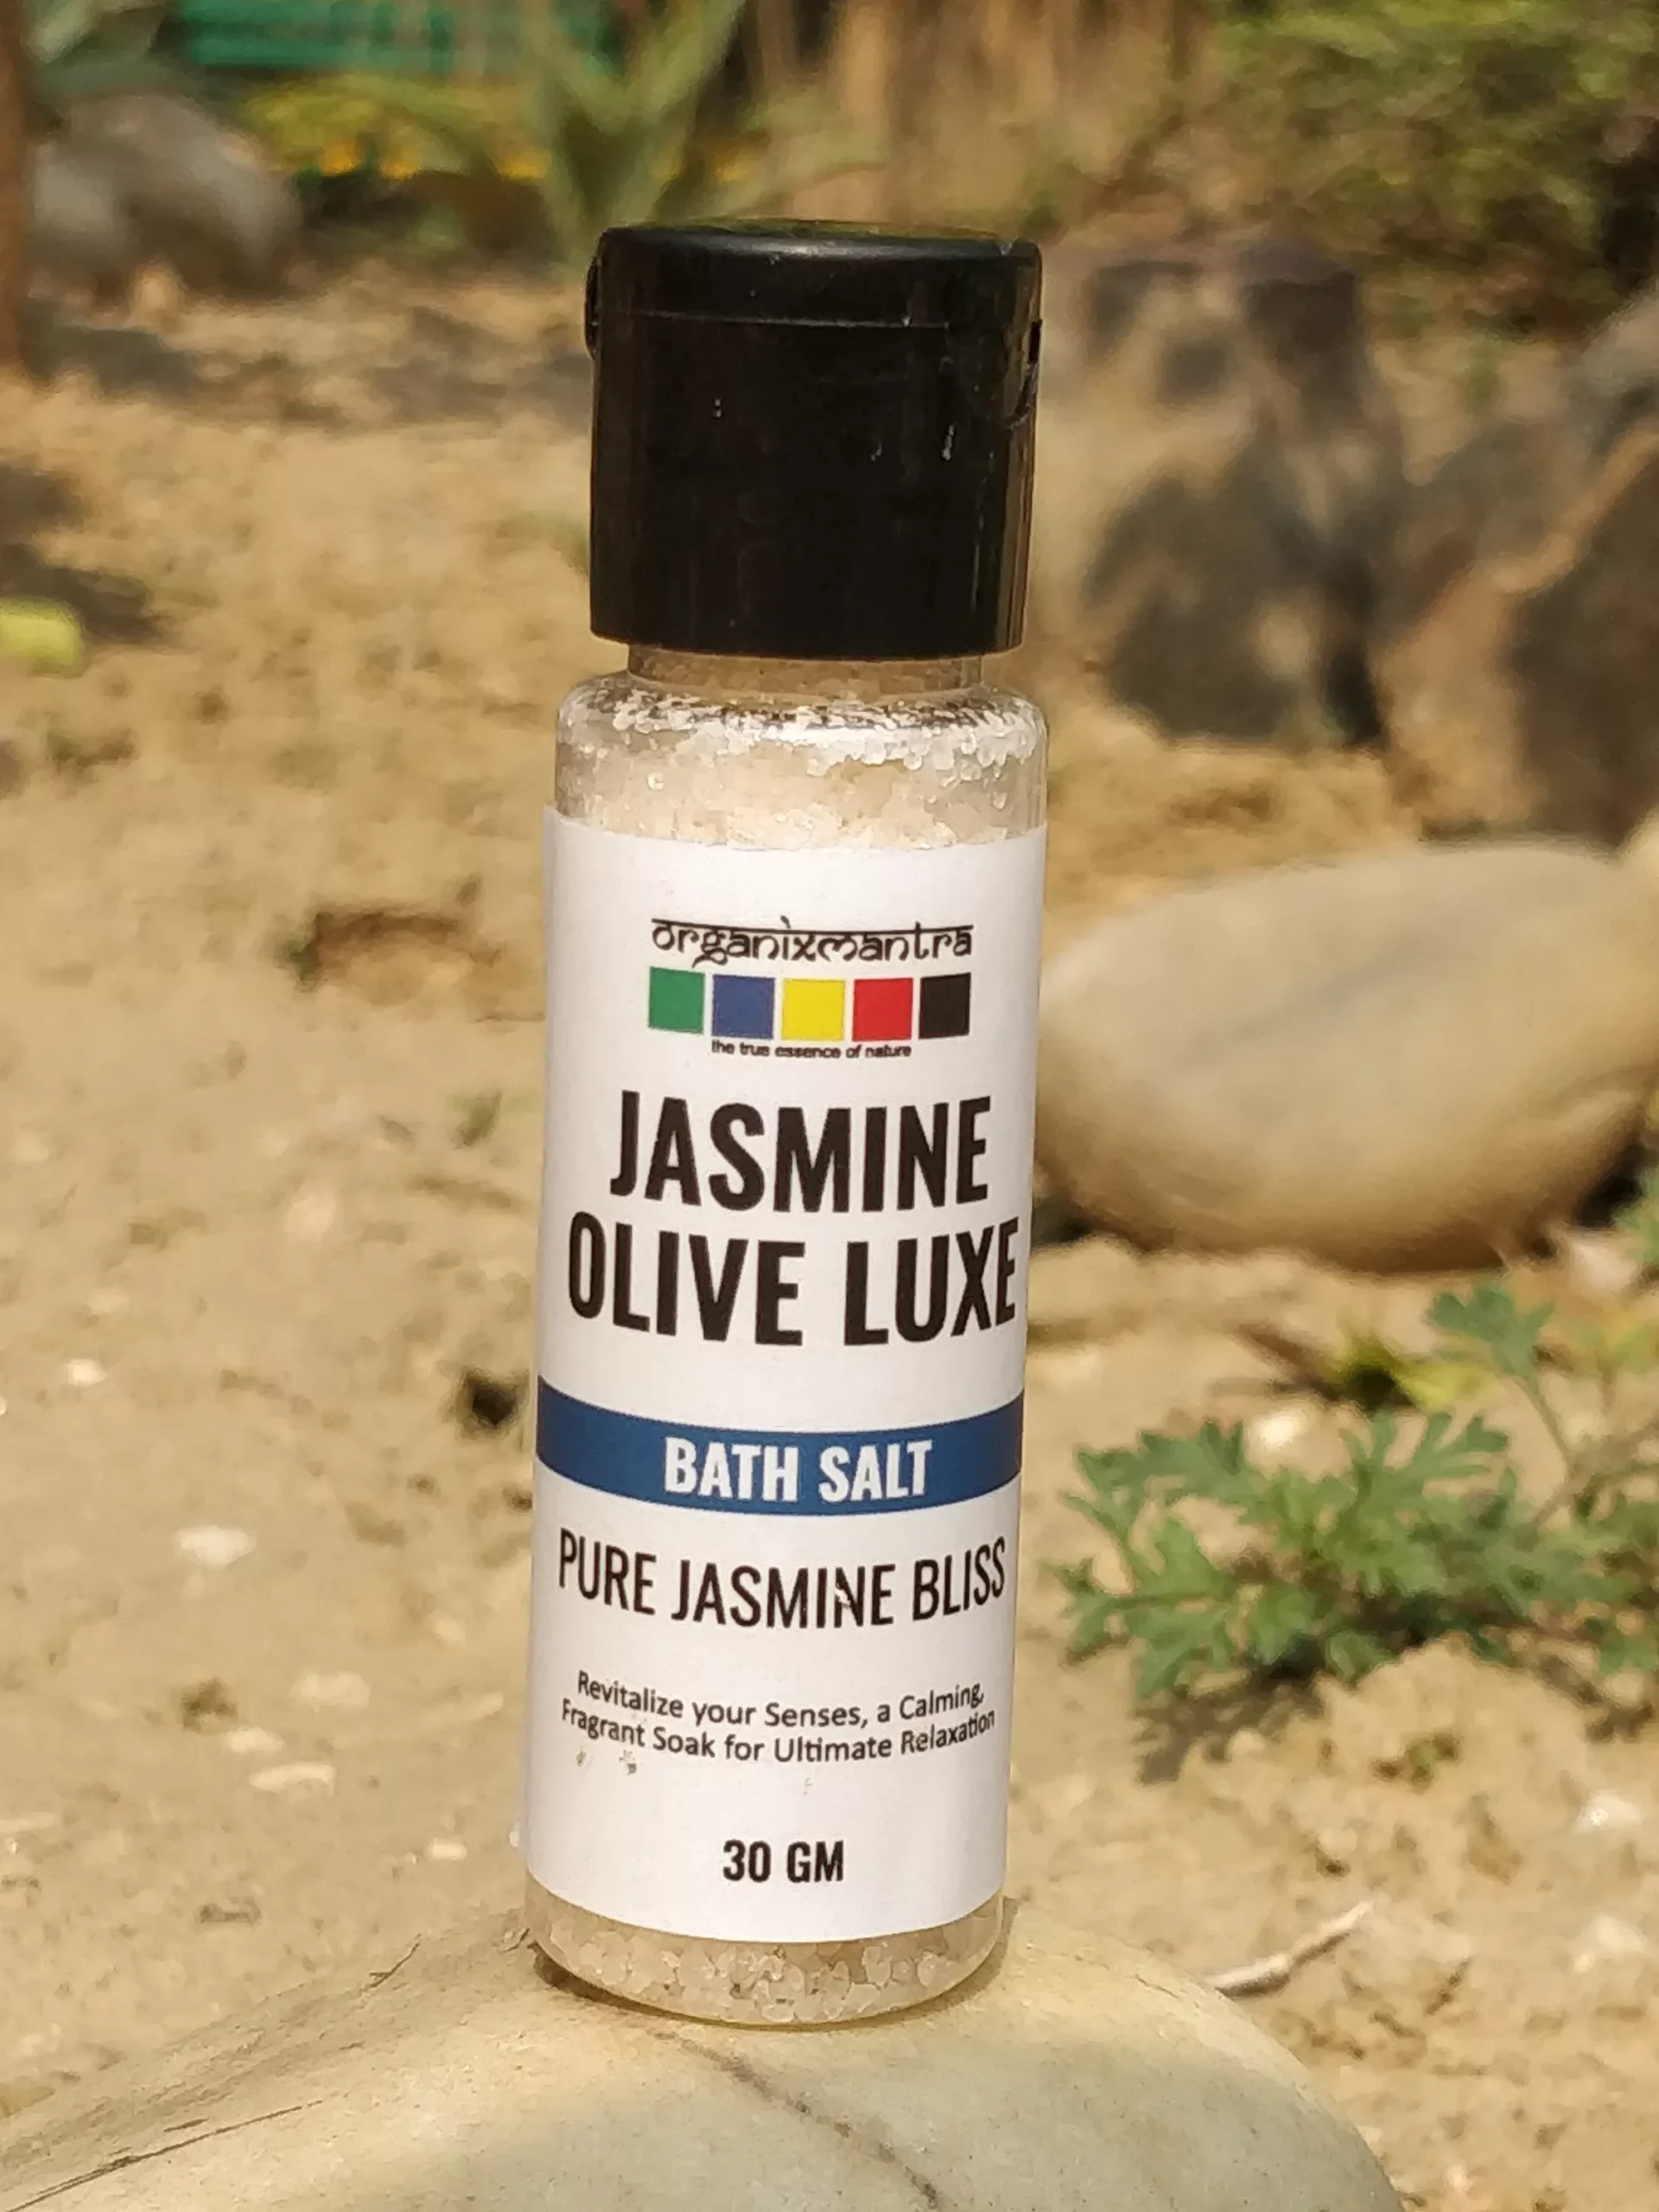 organixmantra
the true essence of nature
JASMINE
OLIVE LUXE
BATH SALT
PURE JASMINE BLISS
Revitalize your Senses, a Calming,
Fragrant Soak for Ultimate Relaxation
30 GM